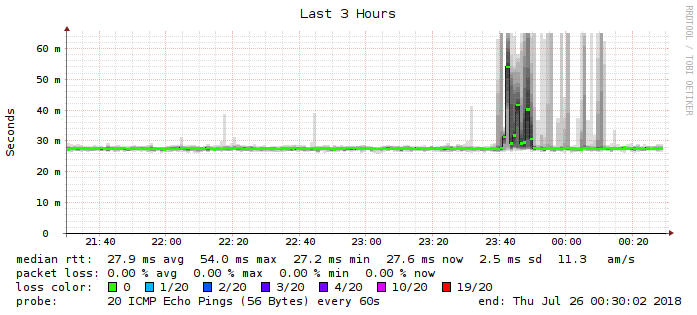 Last 3 Hours
RRDTOOL / TOBI OETIKER
Seconds
60 m
50 m
40 m
30 m
20 m
10 m
0
21:40 22:00 22:20 22:40 23:00 23:20 23:40 00:00 00:20
median rtt: 27.9 ms avg 54.0 ms max 27.2 ms min 27.6 ms now 2.5 ms sd 11.3 am/s
packet loss: 0.00 % avg 0.00 % max 0.00 % min 0.00 % now
loss color: 0 1/20 2/20 3/20 4/20 10/20 19/20
probe: 20 ICMP Echo Pings (56 Bytes) every 60s end: Thu Jul 26 00:30:02 2018